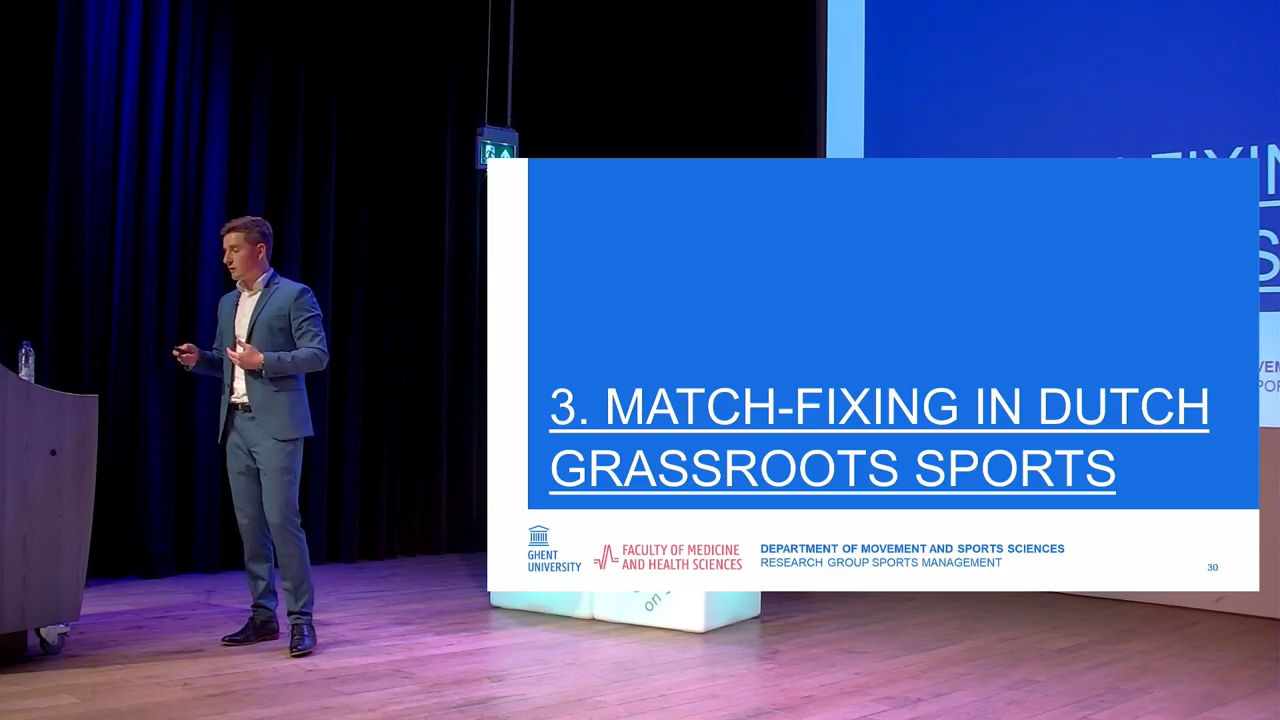 3. MATCH-FIXING IN DUTCH
GRASSROOTS SPORTS
GHENT
UNIVERSITY
FACULTY OF MEDICINE
AND HEALTH SCIENCES
DEPARTMENT OF MOVEMENT AND SPORTS SCIENCES
RESEARCH GROUP SPORTS MANAGEMENT
30
on